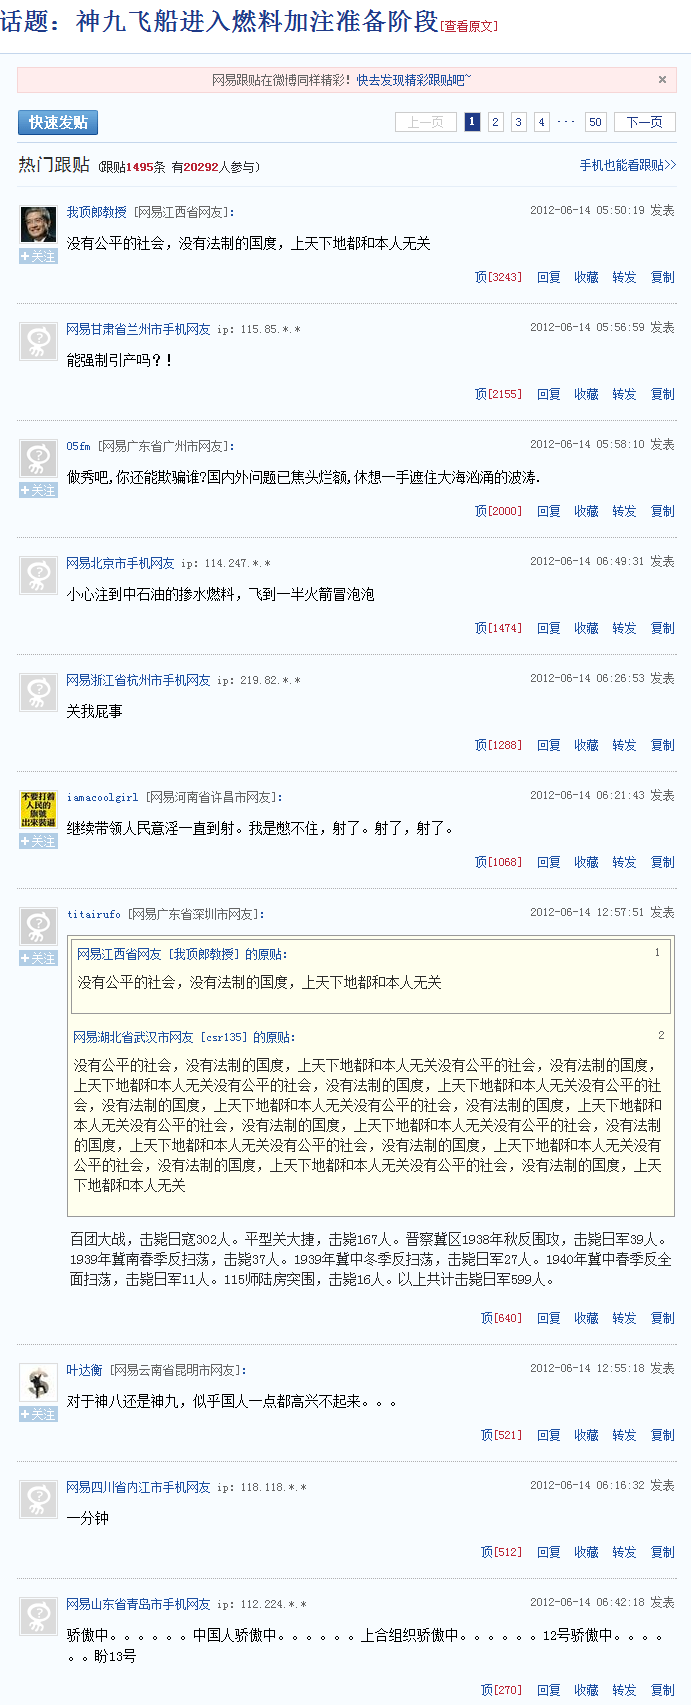 话题：神九飞船进入燃料加注准备阶段[查看原文]
网易跟贴在微博同样精彩！快去发现精彩跟贴吧~ ×
快速发贴 上一页 1 2 3 4 ... 50 下一页
热门跟贴 (跟贴1495条 有20292人参与) 手机也能看跟贴>>
我顶郎教授 [网易江西省网友]： 2012-06-14 05:50:19 发表
没有公平的社会，没有法制的国度，上天下地都和本人无关
+关注
顶[3243] 回复 收藏 转发 复制
网易甘肃省兰州市手机网友 ip: 115.85.*.* 2012-06-14 05:56:59 发表
能强制引产吗？！
顶[2155] 回复 收藏 转发 复制
05fm [网易广东省广州市网友]： 2012-06-14 05:58:10 发表
做秀吧,你还能欺骗谁?国内外问题已焦头烂额,休想一手遮住大海汹涌的波涛.
+关注
顶[2000] 回复 收藏 转发 复制
网易北京市手机网友 ip: 114.247.*.* 2012-06-14 06:49:31 发表
小心注到中石油的掺水燃料，飞到一半火箭冒泡泡
顶[1474] 回复 收藏 转发 复制
网易浙江省杭州市手机网友 ip: 219.82.*.* 2012-06-14 06:26:53 发表
关我屁事
顶[1288] 回复 收藏 转发 复制
不要打着
人民的
旗號
出來裝逼
iamacoolgirl [网易河南省许昌市网友]： 2012-06-14 06:21:43 发表
继续带领人民意淫一直到射。我是憋不住，射了。射了，射了。
+关注
顶[1068] 回复 收藏 转发 复制
titairufo [网易广东省深圳市网友]： 2012-06-14 12:57:51 发表
+关注
网易江西省网友 [我顶郎教授] 的原贴： 1
没有公平的社会，没有法制的国度，上天下地都和本人无关
网易湖北省武汉市网友 [csr135] 的原贴： 2
没有公平的社会，没有法制的国度，上天下地都和本人无关没有公平的社会，没有法制的国度，
上天下地都和本人无关没有公平的社会，没有法制的国度，上天下地都和本人无关没有公平的社
会，没有法制的国度，上天下地都和本人无关没有公平的社会，没有法制的国度，上天下地都和
本人无关没有公平的社会，没有法制的国度，上天下地都和本人无关没有公平的社会，没有法制
的国度，上天下地都和本人无关没有公平的社会，没有法制的国度，上天下地都和本人无关没有
公平的社会，没有法制的国度，上天下地都和本人无关没有公平的社会，没有法制的国度，上天
下地都和本人无关
百团大战，击毙日寇302人。平型关大捷，击毙167人。晋察冀区1938年秋反围攻，击毙日军39人。
1939年冀南春季反扫荡，击毙37人。1939年冀中冬季反扫荡，击毙日军27人。1940年冀中春季反全
面扫荡，击毙日军11人。115师陆房突围，击毙16人。以上共计击毙日军599人。
顶[640] 回复 收藏 转发 复制
叶达衡 [网易云南省昆明市网友]： 2012-06-14 12:55:18 发表
对于神八还是神九，似乎国人一点都高兴不起来。。。
+关注
顶[521] 回复 收藏 转发 复制
网易四川省内江市手机网友 ip: 118.118.*.* 2012-06-14 06:16:32 发表
一分钟
顶[512] 回复 收藏 转发 复制
网易山东省青岛市手机网友 ip: 112.224.*.* 2012-06-14 06:42:18 发表
骄傲中。。。。。。中国人骄傲中。。。。。。上合组织骄傲中。。。。。。12号骄傲中。。。。
。。盼13号
顶[270] 回复 收藏 转发 复制